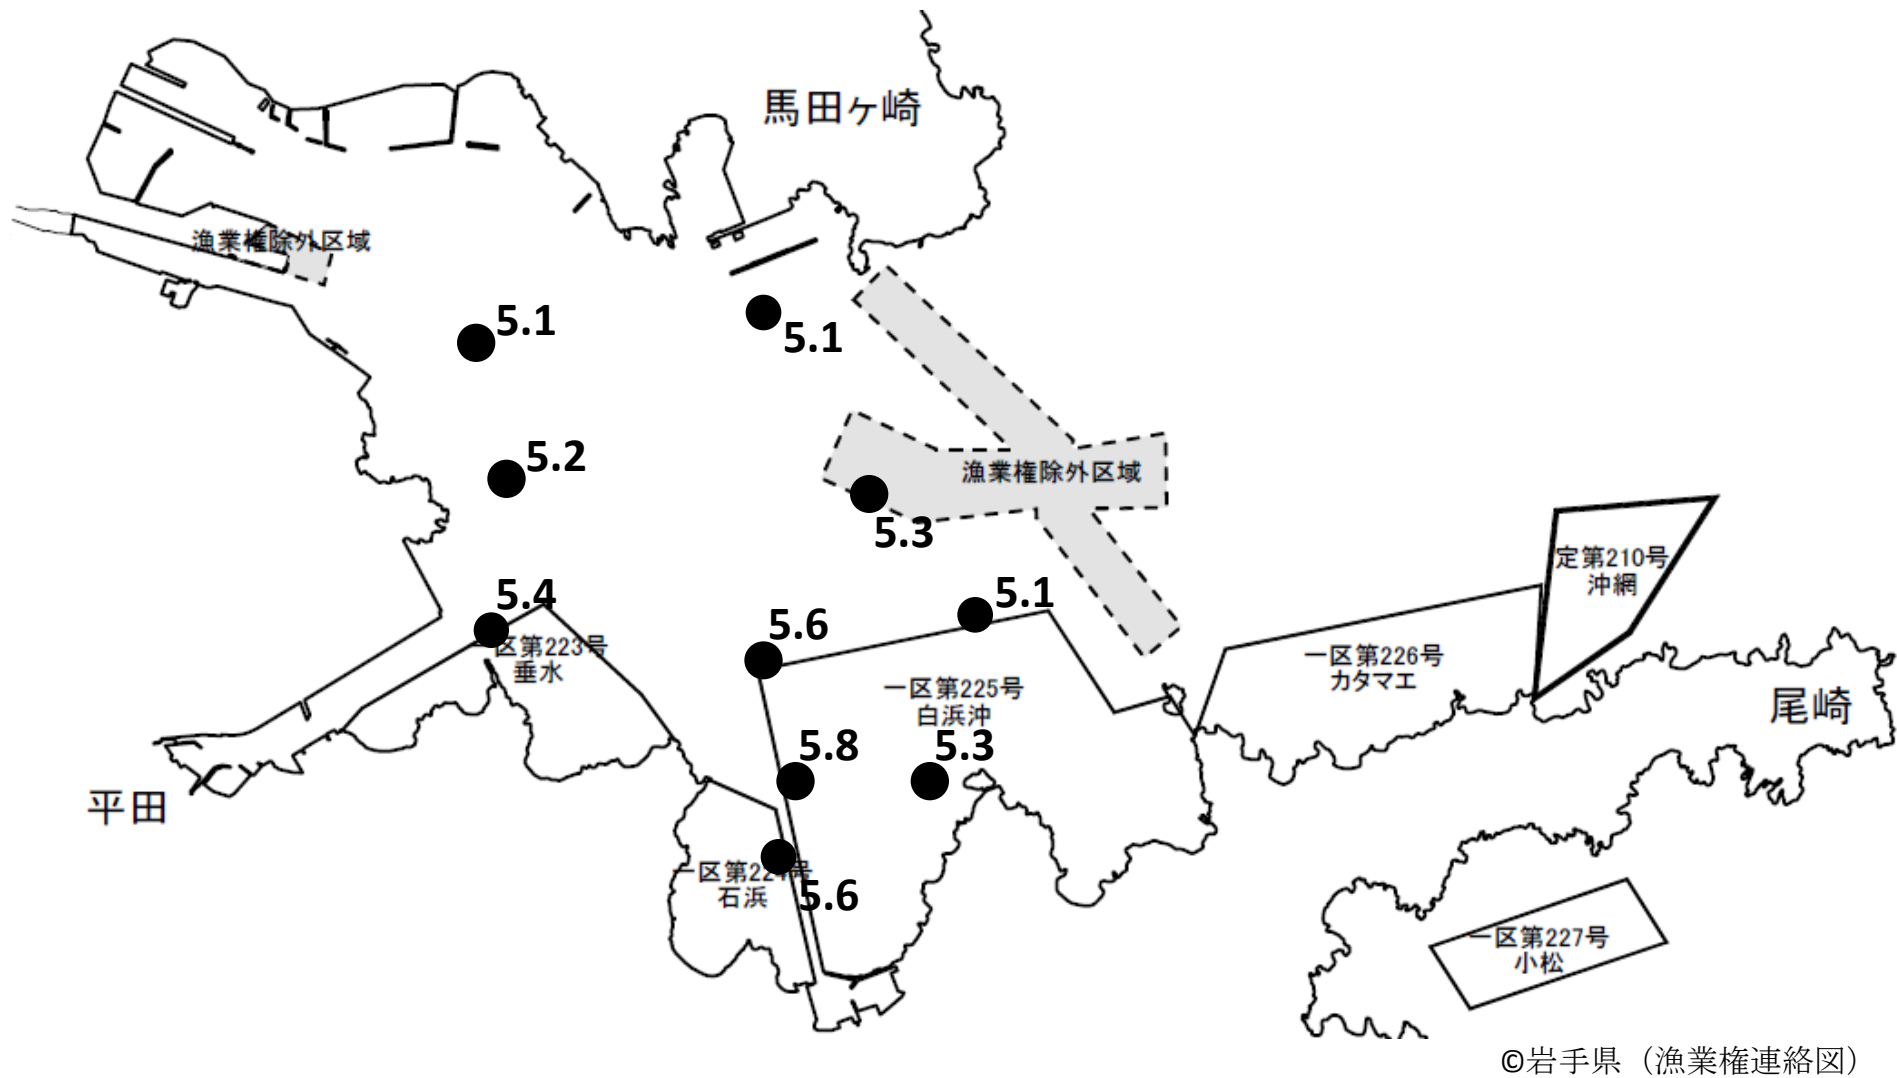 馬田ヶ崎
漁業権除外区域
5.1
5.1
5.2
漁業権除外区域
5.3
定第210号
沖網
5.4
5.1
5.6
一区第223号
垂水
一区第226号
カタマエ
一区第225号
白浜沖
尾崎
5.8
5.3
平田
一区第224号
石浜
5.6
一区第227号
小松
©岩手県（漁業権連絡図）